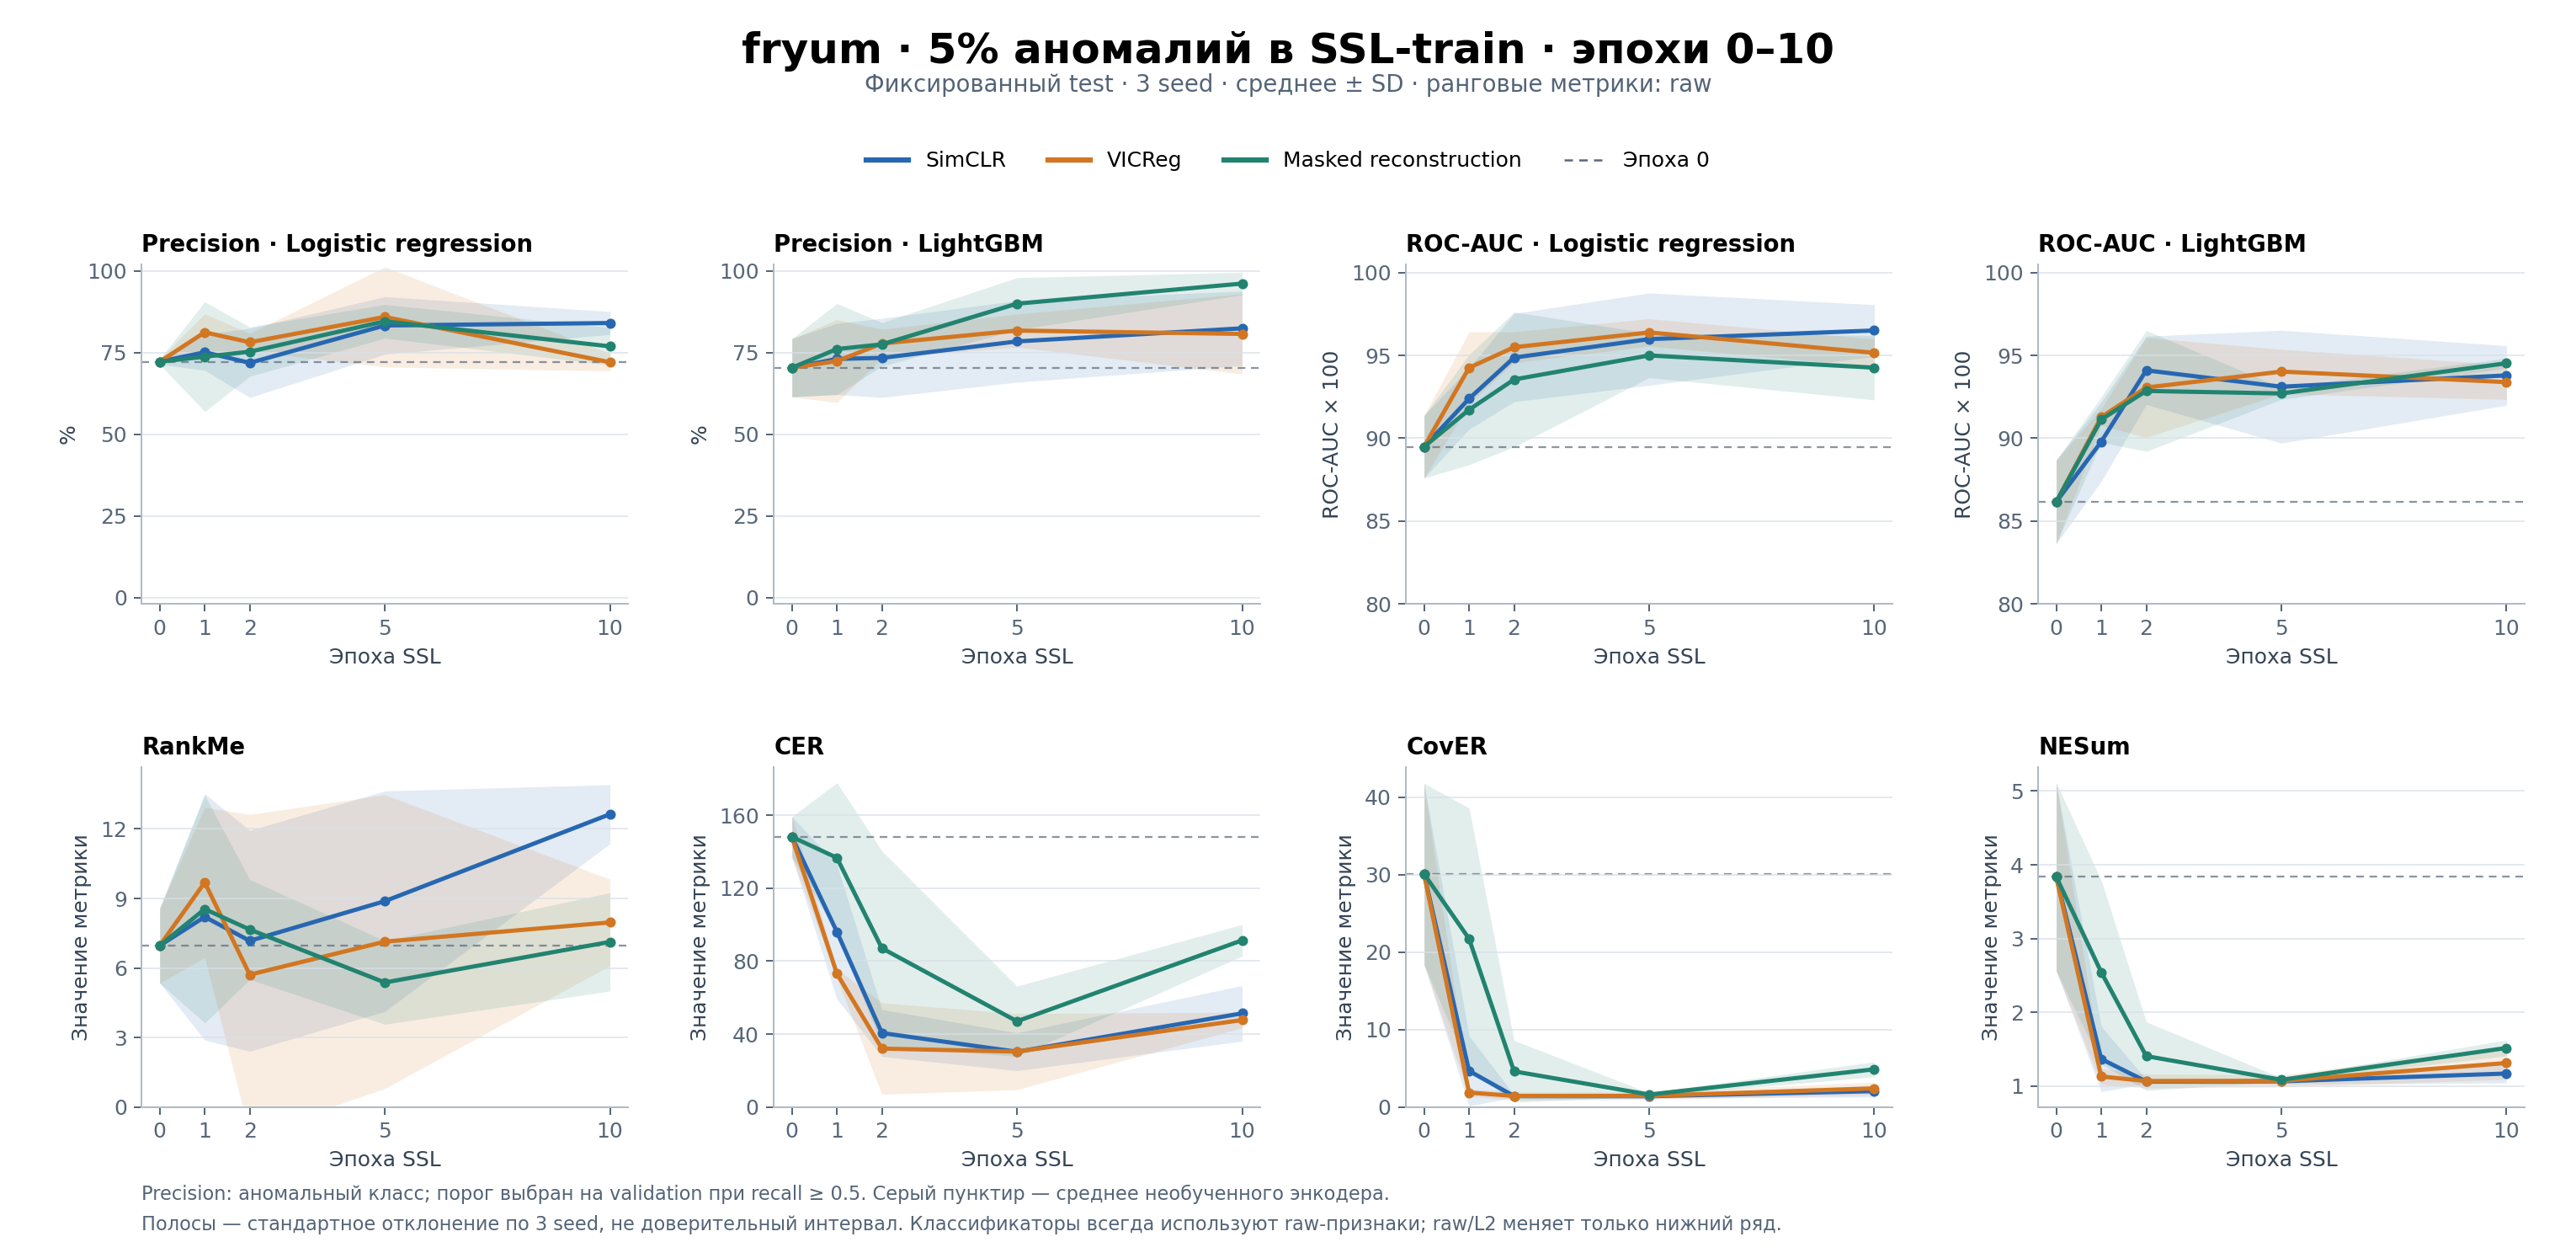 fryum · 5% аномалий в SSL-train · эпохи 0–10
Фиксированный test · 3 seed · среднее ± SD · ранговые метрики: raw
SimCLR
VICReg
Masked reconstruction
Эпоха 0
Precision · Logistic regression
100
75
50
25
0
%
0 1 2 5 10
Эпоха SSL
Precision · LightGBM
100
75
50
25
0
%
0 1 2 5 10
Эпоха SSL
ROC-AUC · Logistic regression
100
95
90
85
80
ROC-AUC × 100
0 1 2 5 10
Эпоха SSL
ROC-AUC · LightGBM
100
95
90
85
80
ROC-AUC × 100
0 1 2 5 10
Эпоха SSL
RankMe
12
9
6
3
0
Значение метрики
0 1 2 5 10
Эпоха SSL
CER
160
120
80
40
0
Значение метрики
0 1 2 5 10
Эпоха SSL
CovER
40
30
20
10
0
Значение метрики
0 1 2 5 10
Эпоха SSL
NESum
5
4
3
2
1
Значение метрики
0 1 2 5 10
Эпоха SSL
Precision: аномальный класс; порог выбран на validation при recall ≥ 0.5. Серый пунктир — среднее необученного энкодера.
Полосы — стандартное отклонение по 3 seed, не доверительный интервал. Классификаторы всегда используют raw-признаки; raw/L2 меняет только нижний ряд.